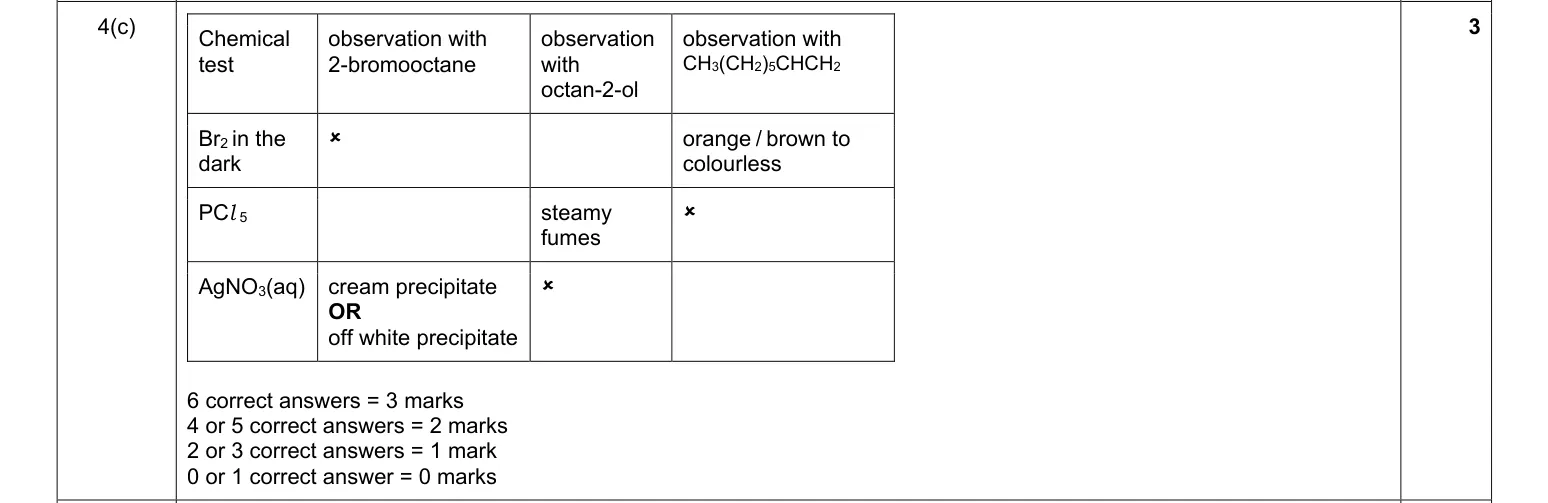 4(c)
3
Chemical test
observation with 2-bromooctane
observation with octan-2-ol
observation with CH₃(CH₂)₅CHCH₂
Br₂ in the dark
×
orange / brown to colourless
PCl₅
steamy fumes
×
AgNO₃(aq)
cream precipitate
OR
off white precipitate
×
6 correct answers = 3 marks
4 or 5 correct answers = 2 marks
2 or 3 correct answers = 1 mark
0 or 1 correct answer = 0 marks